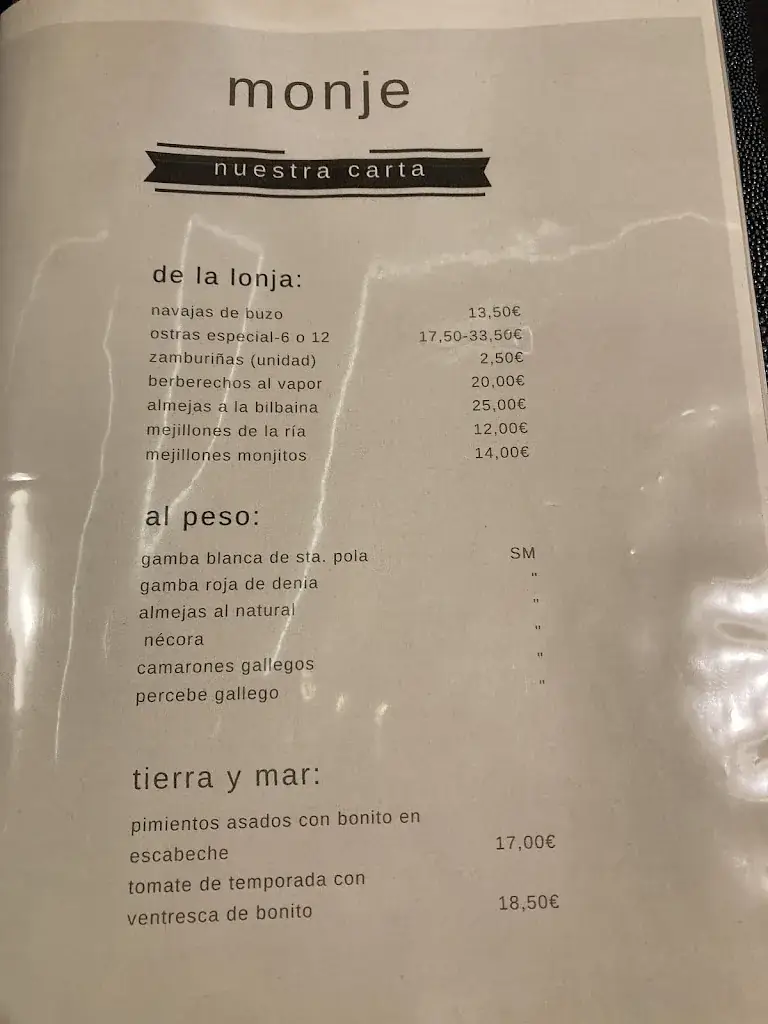 monje
nuestra carta
de la lonja:
navajas de buzo 13,50€
ostras especial-6 o 12 17,50-33,50€
zamburiñas (unidad) 2,50€
berberechos al vapor 20,00€
almejas a la bilbaina 25,00€
mejillones de la ría 12,00€
mejillones monjitos 14,00€
al peso:
gamba blanca de sta. pola SM
gamba roja de denia "
almejas al natural "
nécora "
camarones gallegos "
percebe gallego "
tierra y mar:
pimientos asados con bonito en
escabeche 17,00€
tomate de temporada con
ventresca de bonito 18,50€